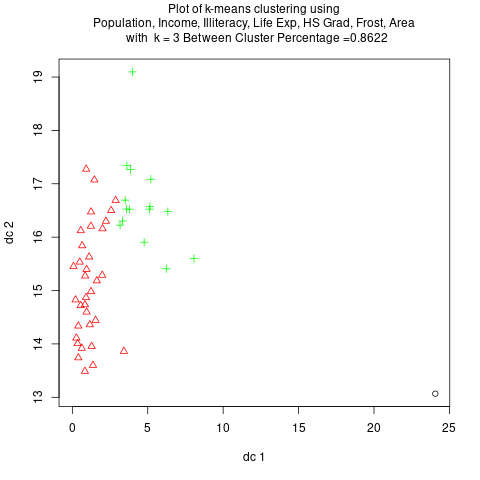 Plot of k-means clustering using
Population, Income, Illiteracy, Life Exp, HS Grad, Frost, Area
with k = 3 Between Cluster Percentage =0.8622
19
18
17
16
15
14
13
dc 2
0 5 10 15 20 25
dc 1